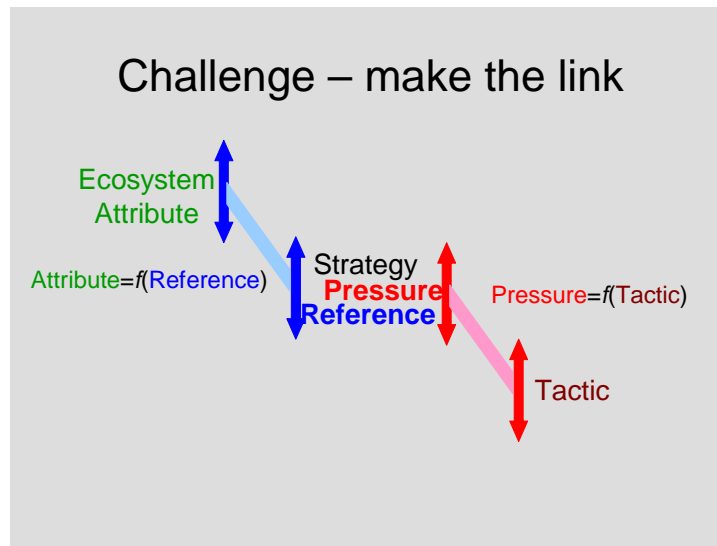 Challenge – make the link
Ecosystem
Attribute
Attribute=f(Reference)
Strategy
Pressure
Reference
Pressure=f(Tactic)
Tactic